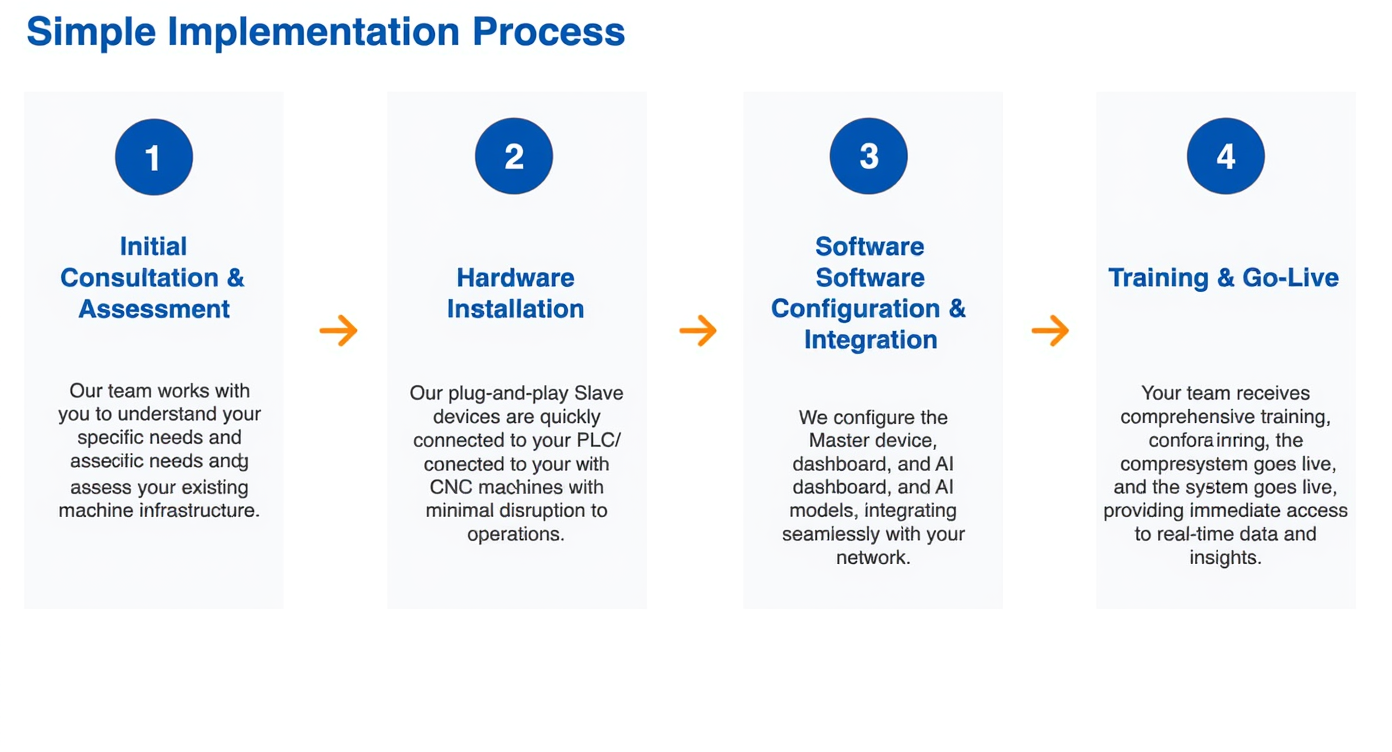 Simple Implementation Process
1
Initial
Consultation &
Assessment
Our team works with
you to understand your
specific needs and
assecific needs andy
assess your existing
machine infrastructure.
2
Hardware
Installation
Our plug-and-play Slave
devices are quickly
connected to your PLC/
conected to your with
CNC machines with
minimal disruption to
operations.
3
Software
Software
Configuration &
Integration
We configure the
Master device,
dashboard, and AI
dashboard, and AI
models, integrating
seamlessly with your
network.
4
Training & Go-Live
Your team receives
comprehensive training,
confora inring, the
compresystem goes live,
and the system goes live,
providing immediate access
to real-time data and
insights.